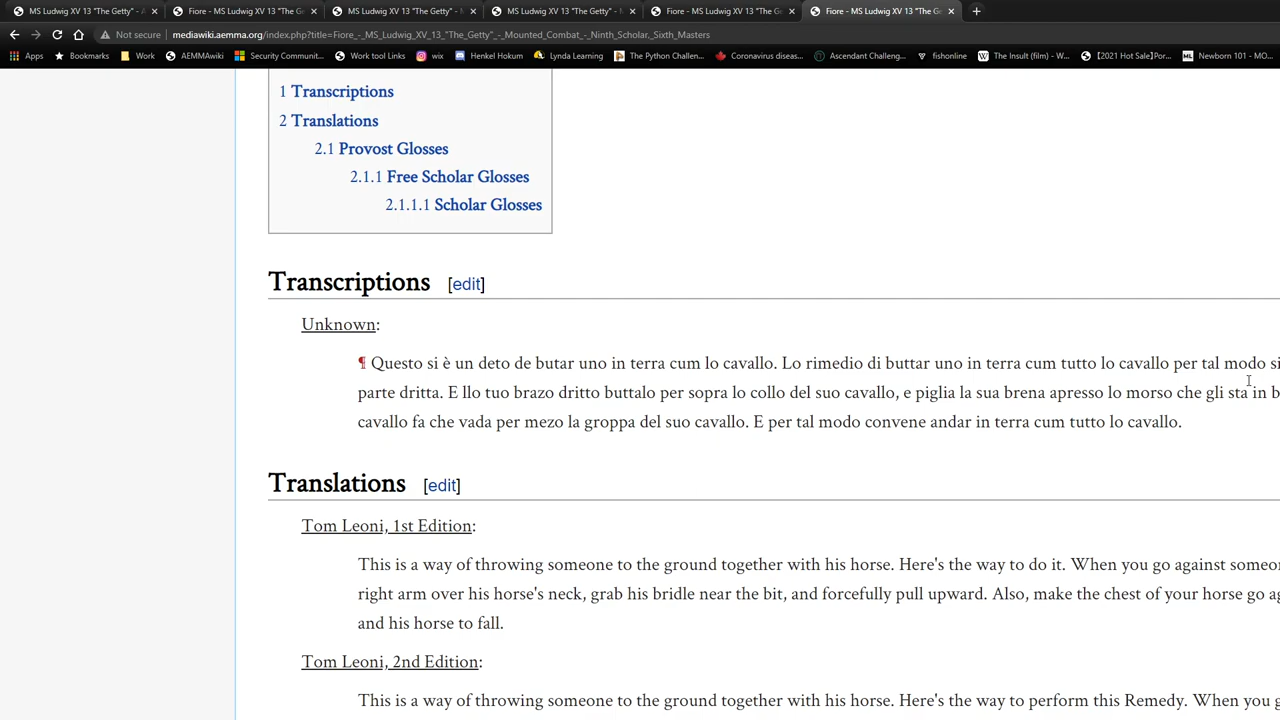 MS Ludwig XV 13 "The Getty" - A
Fiore - MS Ludwig XV 13 "The Ge
MS Ludwig XV 13 "The Getty" - M
MS Ludwig XV 13 "The Getty" - M
Fiore - MS Ludwig XV 13 "The Ge
Fiore - MS Ludwig XV 13 "The Ge
Not secure | mediawiki.aemma.org/index.php?title=Fiore_-_MS_Ludwig_XV_13_"The_Getty"_-_Mounted_Combat_-_Ninth_Scholar,_Sixth_Masters
Apps Bookmarks Work AEMMAwiki Security Communit... Work tool Links wix Henkel Hokum Lynda Learning The Python Challen... Coronavirus diseas... Ascendant Challeng... fishonline The Insult (film) - W... 【2021 Hot Sale】Por... Newborn 101 - MO...
1 Transcriptions
2 Translations
2.1 Provost Glosses
2.1.1 Free Scholar Glosses
2.1.1.1 Scholar Glosses
Transcriptions [edit]
Unknown:
¶ Questo si è un deto de butar uno in terra cum lo cavallo. Lo rimedio di buttar uno in terra cum tutto lo cavallo per tal modo si
parte dritta. E llo tuo brazo dritto buttalo per sopra lo collo del suo cavallo, e piglia la sua brena apresso lo morso che gli sta in b
cavallo fa che vada per mezo la groppa del suo cavallo. E per tal modo convene andar in terra cum tutto lo cavallo.
Translations [edit]
Tom Leoni, 1st Edition:
This is a way of throwing someone to the ground together with his horse. Here's the way to do it. When you go against someo
right arm over his horse's neck, grab his bridle near the bit, and forcefully pull upward. Also, make the chest of your horse go ag
and his horse to fall.
Tom Leoni, 2nd Edition:
This is a way of throwing someone to the ground together with his horse. Here's the way to perform this Remedy. When you g